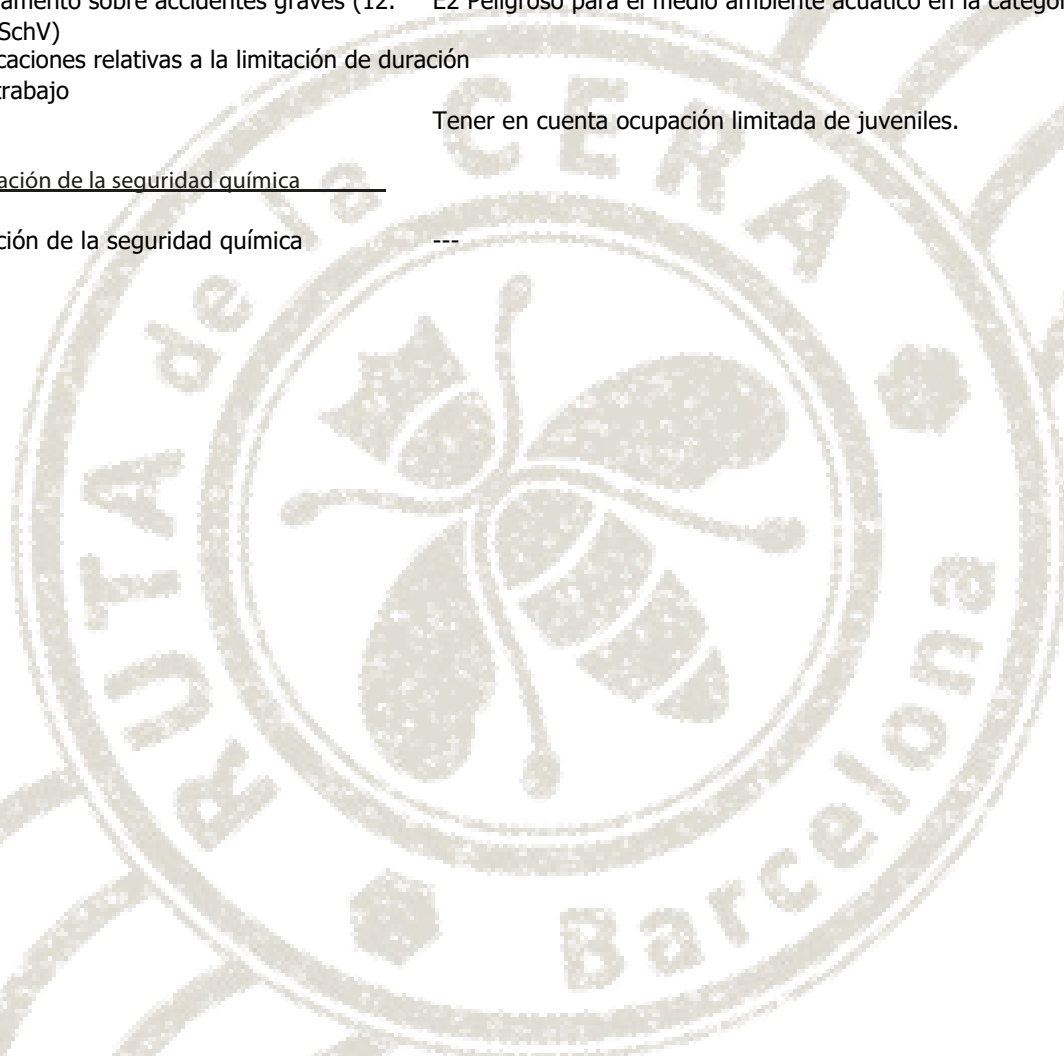 amento sobre accidentes graves (12. E2 Peligroso para el medio ambiente acuático en la catego
SchV)
caciones relativas a la limitación de duración
trabajo
Tener en cuenta ocupación limitada de juveniles.
ación de la seguridad química
ción de la seguridad química ---
RUTA de la CERA
Barcelona